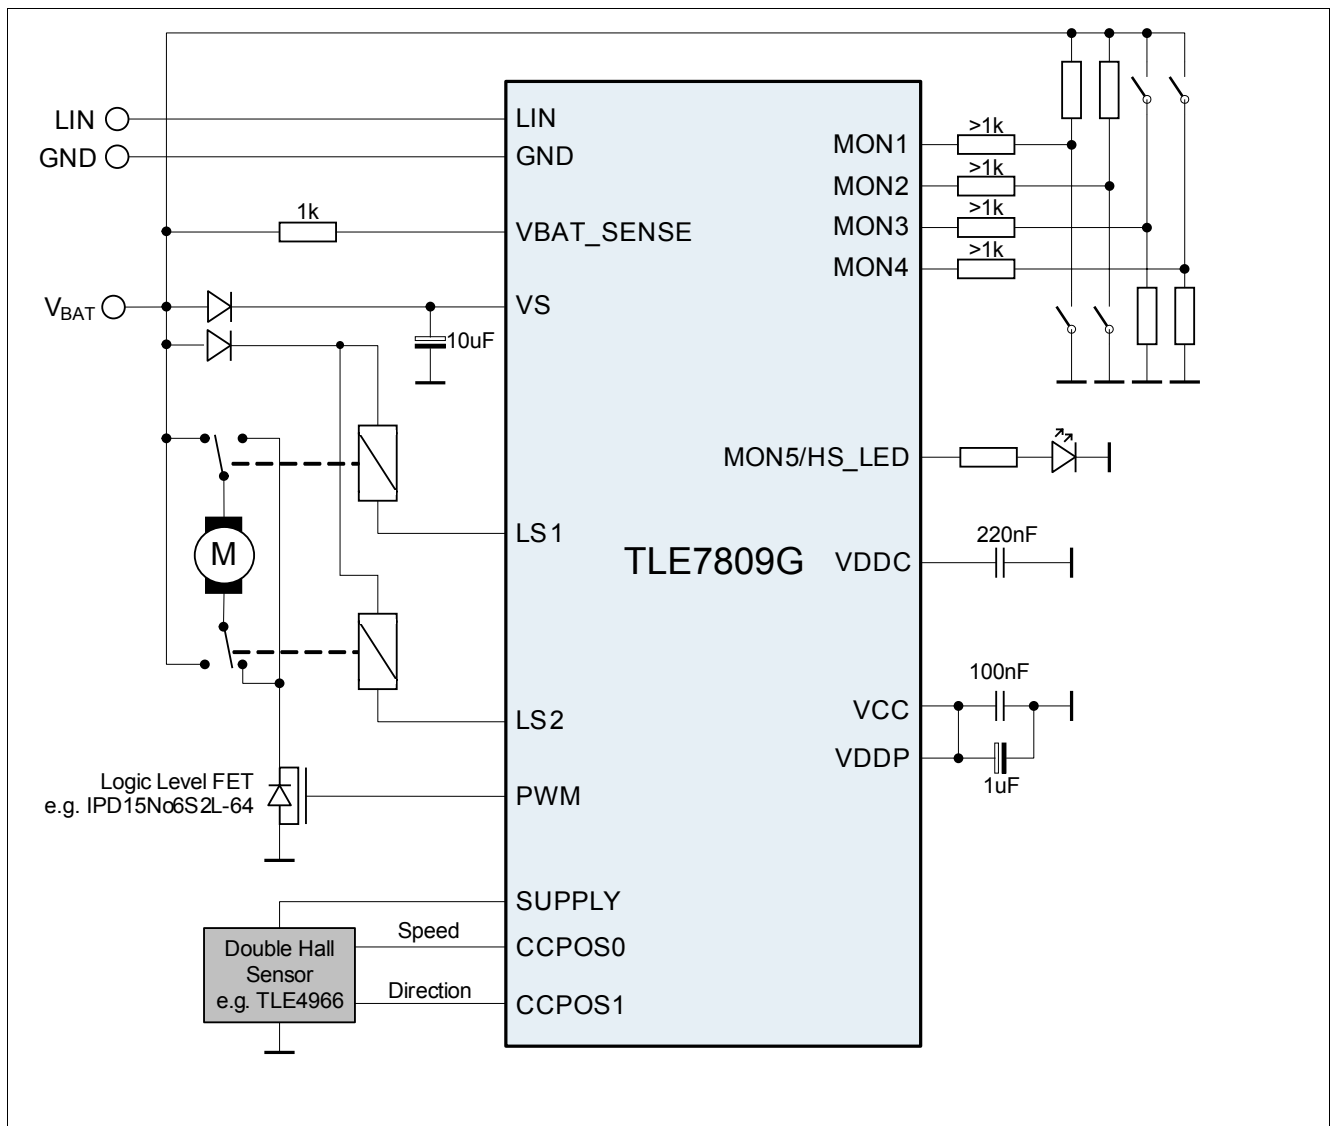 LIN
GND
1k
V_BAT
10uF
M
Logic Level FET
e.g. IPD15No6S2L-64
Double Hall
Sensor
e.g. TLE4966
Speed
Direction
LIN
GND
VBAT_SENSE
VS
LS1
LS2
PWM
SUPPLY
CCPOS0
CCPOS1
TLE7809G
MON1
MON2
MON3
MON4
MON5/HS_LED
VDDC
VCC
VDDP
>1k
>1k
>1k
>1k
220nF
100nF
1uF